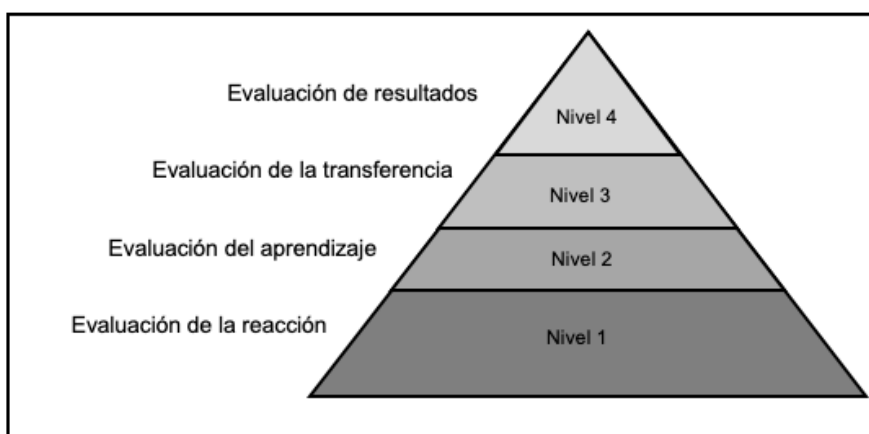 Evaluación de resultados
Nivel 4
Evaluación de la transferencia
Nivel 3
Evaluación del aprendizaje
Nivel 2
Evaluación de la reacción
Nivel 1